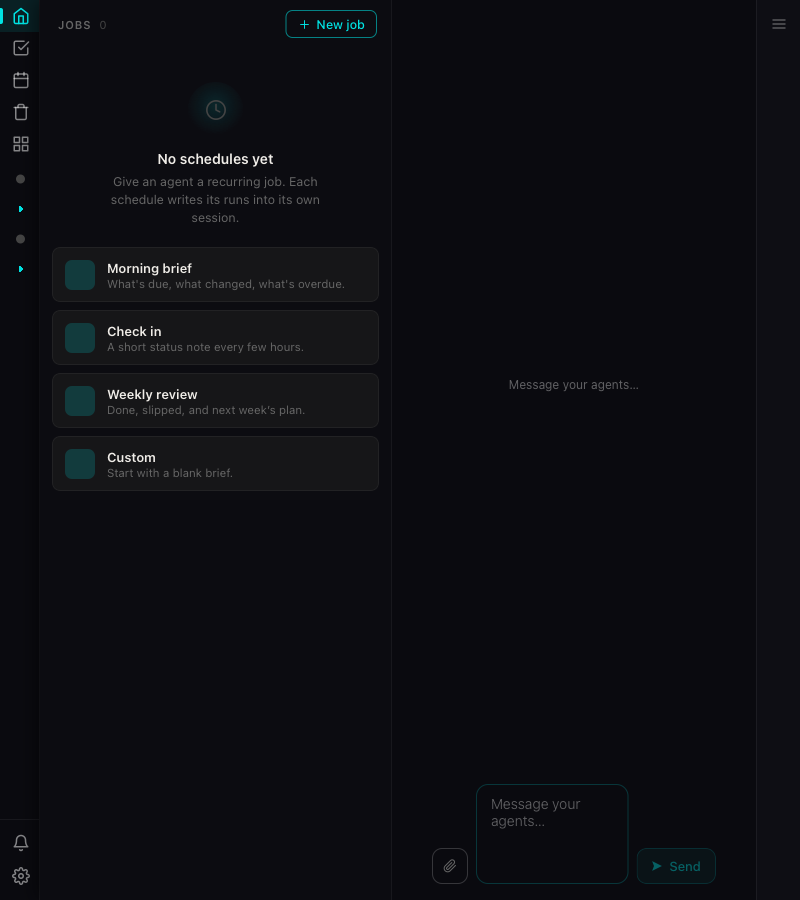 JOBS 0
New job
No schedules yet
Give an agent a recurring job. Each
schedule writes its runs into its own
session.
Morning brief
What's due, what changed, what's overdue.
Check in
A short status note every few hours.
Weekly review
Done, slipped, and next week's plan.
Custom
Start with a blank brief.
Message your agents...
Message your
agents...
Send